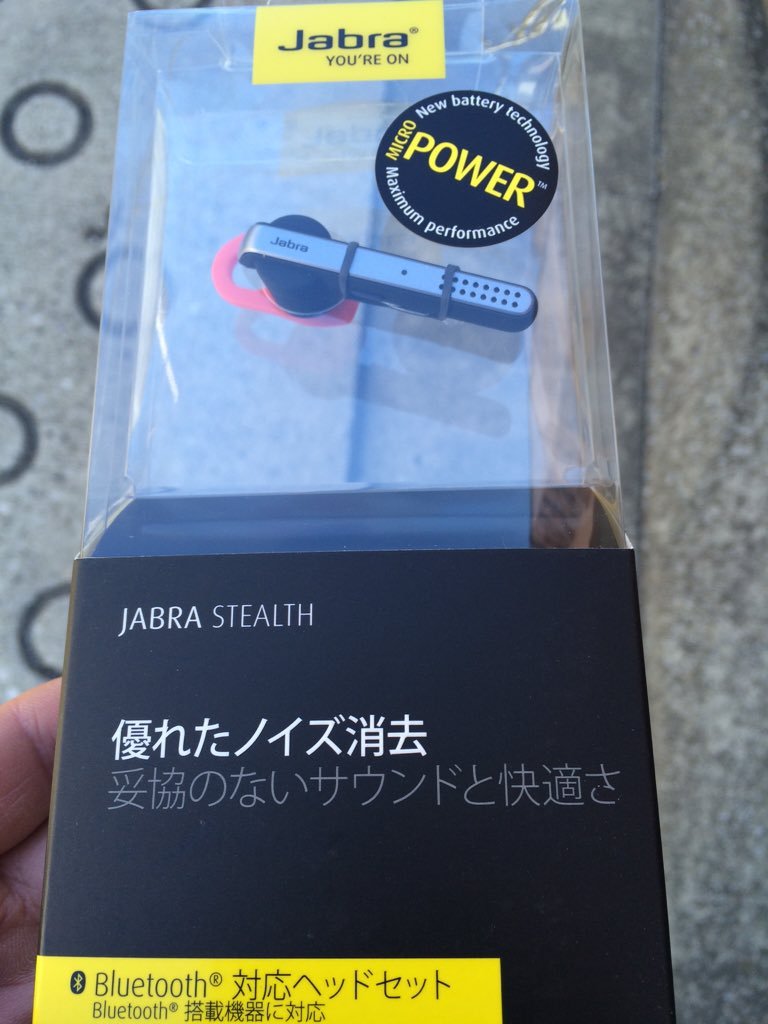 Jabra®
YOU'RE ON
New battery technology
MICRO
POWER™
Maximum performance
Jabra
JABRA STEALTH
優れたノイズ消去
妥協のないサウンドと快適さ
Bluetooth® 対応ヘッドセット
Bluetooth® 搭載機器に対応